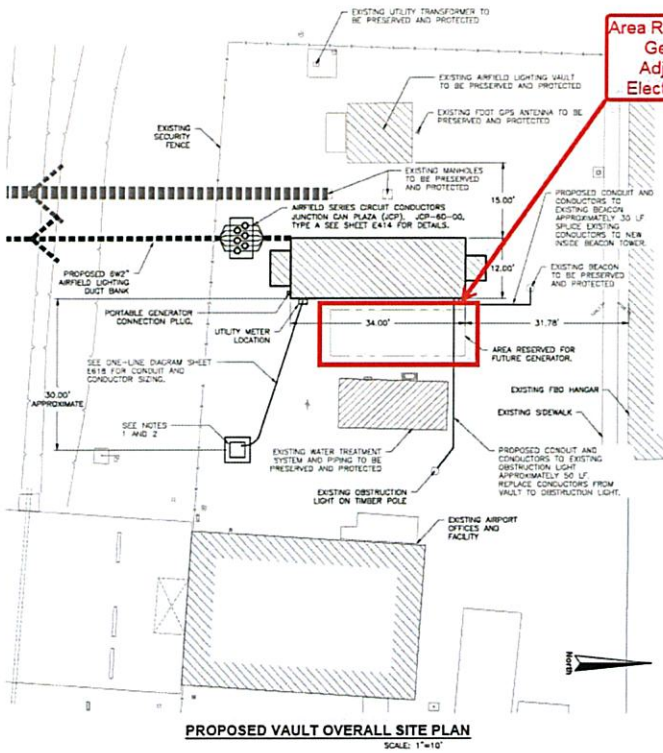 EXISTING UTILITY TRANSFORMER TO
BE PRESERVED AND PROTECTED
Area R
Ge
Adj
Elect
EXISTING AIRFIELD LIGHTING VAULT
TO BE PRESERVED AND PROTECTED
EXISTING FOOT GPS ANTENNA TO BE
PRESERVED AND PROTECTED
EXISTING
SECURITY
FENCE
EXISTING MANHOLES
TO BE PRESERVED
AND PROTECTED
AIRFIELD SERIES CIRCUIT CONDUCTORS
JUNCTION CAN PLAZA (JCP). JCP-6D-00,
TYPE A SEE SHEET E414 FOR DETAILS.
15.00'
PROPOSED CONDUIT AND
CONDUCTORS TO
EXISTING BEACON
APPROXIMATELY 30 LF
SPLICE EXISTING
CONDUCTORS TO NEW
INSIDE BEACON TOWER.
12.00'
PROPOSED 6W2"
AIRFIELD LIGHTING
DUCT BANK
EXISTING BEACON
TO BE PRESERVED
AND PROTECTED
PORTABLE GENERATOR
CONNECTION PLUG.
UTILITY METER
LOCATION
34.00'
31.78'
SEE ONE-LINE DIAGRAM SHEET
E618 FOR CONDUIT AND
CONDUCTOR SIZING.
AREA RESERVED FOR
FUTURE GENERATOR.
30.00'
APPROXIMATE
EXISTING FBO HANGAR
EXISTING SIDEWALK
SEE NOTES
1 AND 2
EXISTING WATER TREATMENT
SYSTEM AND PIPING TO BE
PRESERVED AND PROTECTED
PROPOSED CONDUIT AND
CONDUCTORS TO EXISTING
OBSTRUCTION LIGHT
APPROXIMATELY 50 LF.
REPLACE CONDUCTORS FROM
VAULT TO OBSTRUCTION LIGHT.
EXISTING OBSTRUCTION
LIGHT ON TIMBER POLE
EXISTING AIRPORT
OFFICES AND
FACILITY
North
PROPOSED VAULT OVERALL SITE PLAN
SCALE: 1"=10'